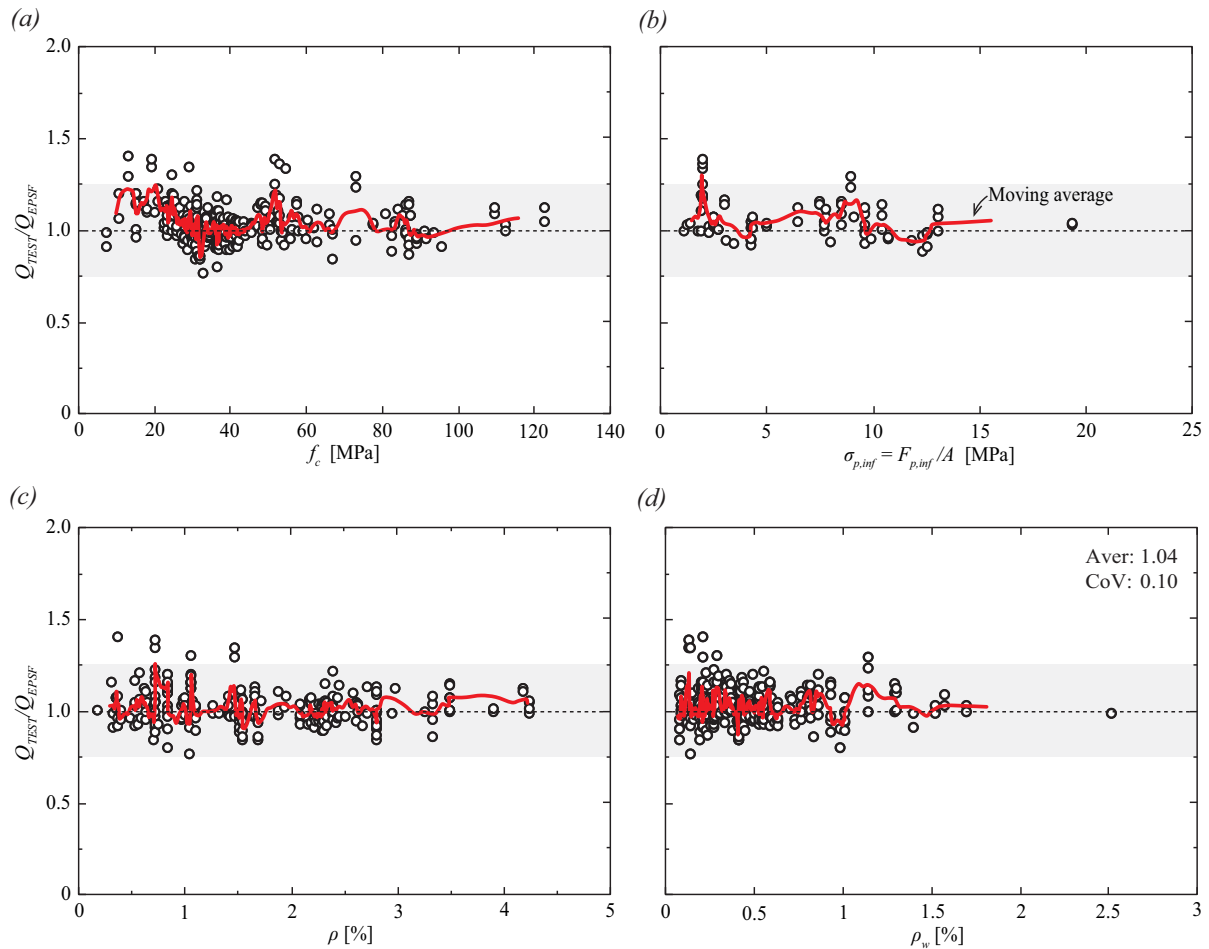 (a)
2.0
1.5
1.0
0.5
0
Q_TEST/Q_EPSF
0 20 40 60 80 100 120 140
f_c [MPa]
(b)
Moving average
0 5 10 15 20 25
σ_p,inf = F_p,inf /A [MPa]
(c)
2.0
1.5
1.0
0.5
0
Q_TEST/Q_EPSF
0 1 2 3 4 5
ρ [%]
(d)
Aver: 1.04
CoV: 0.10
0 0.5 1 1.5 2 2.5 3
ρ_w [%]